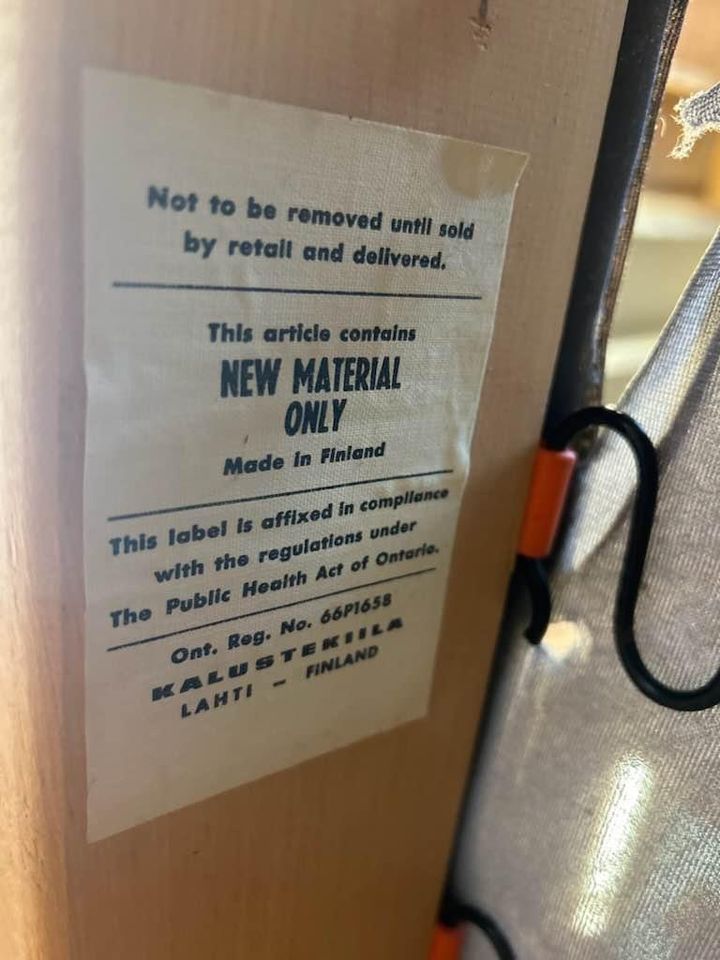 Not to be removed until sold
by retail and delivered.
This article contains
NEW MATERIAL
ONLY
Made in Finland
This label is affixed in compliance
with the regulations under
The Public Health Act of Ontario.
Ont. Reg. No. 66P1658
KALUSTEKIILA
LAHTI – FINLAND